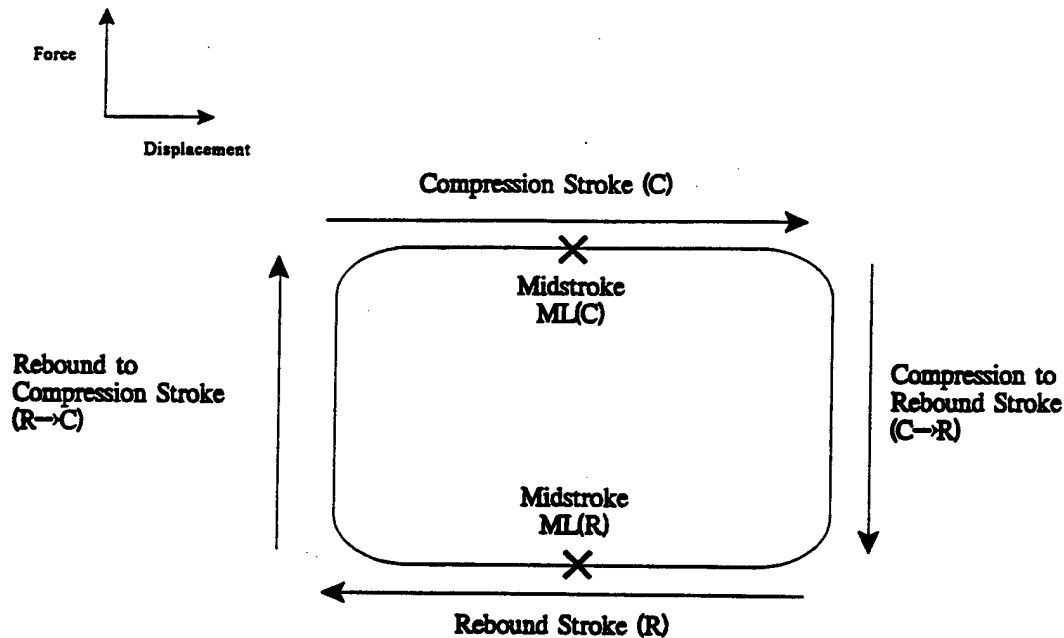 Force
Displacement
Compression Stroke (C)
Midstroke
ML(C)
Rebound to
Compression Stroke
(R→C)
Compression to
Rebound Stroke
(C→R)
Midstroke
ML(R)
Rebound Stroke (R)